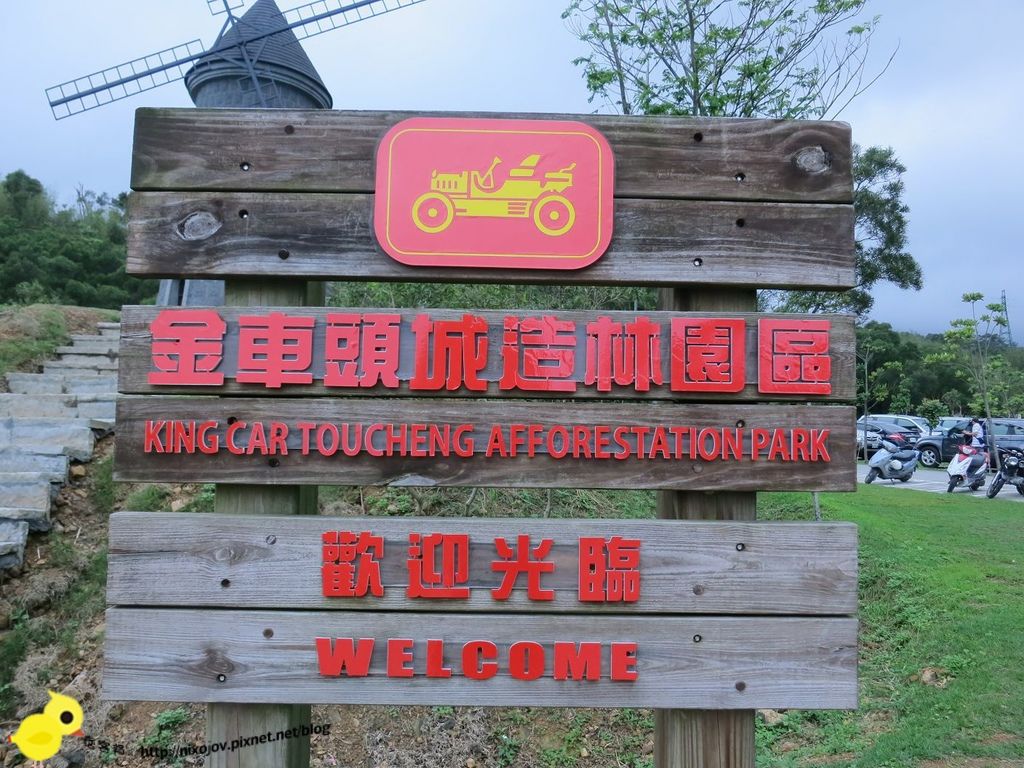 金車頭城造林園區
KING CAR TOUCHENG AFFORESTATION PARK
歡迎光臨
WELCOME
http://nixojov.pixnet.net/blog